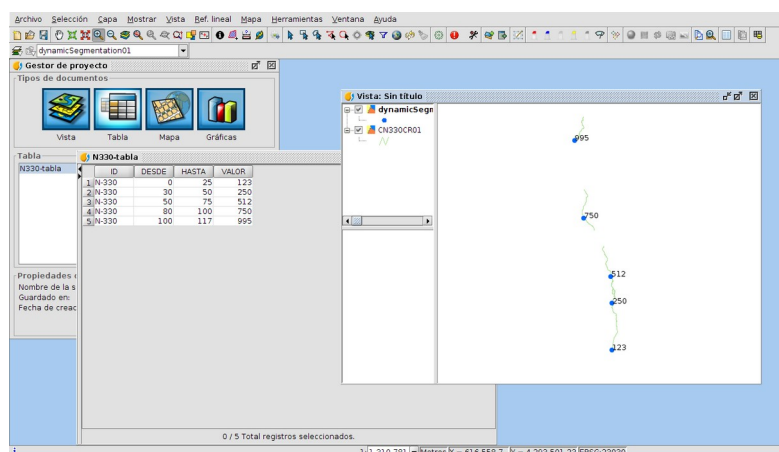 Archivo Selección Capa Mostrar Vista Ref. lineal Mapa Herramientas Ventana Ayuda
dynamicSegmentation01
Gestor de proyecto
Tipos de documentos
Vista Tabla Mapa Gráficas
Tabla
N330-tabla
Propiedades
Nombre de la s
Guardado en:
Fecha de creac
N330-tabla
ID DESDE HASTA VALOR
1 N-330 0 25 123
2 N-330 30 50 250
3 N-330 50 75 512
4 N-330 80 100 750
5 N-330 100 117 995
0 / 5 Total registros seleccionados.
Vista: Sin título
dynamicSegn
CN330CR01
995
750
512
250
123